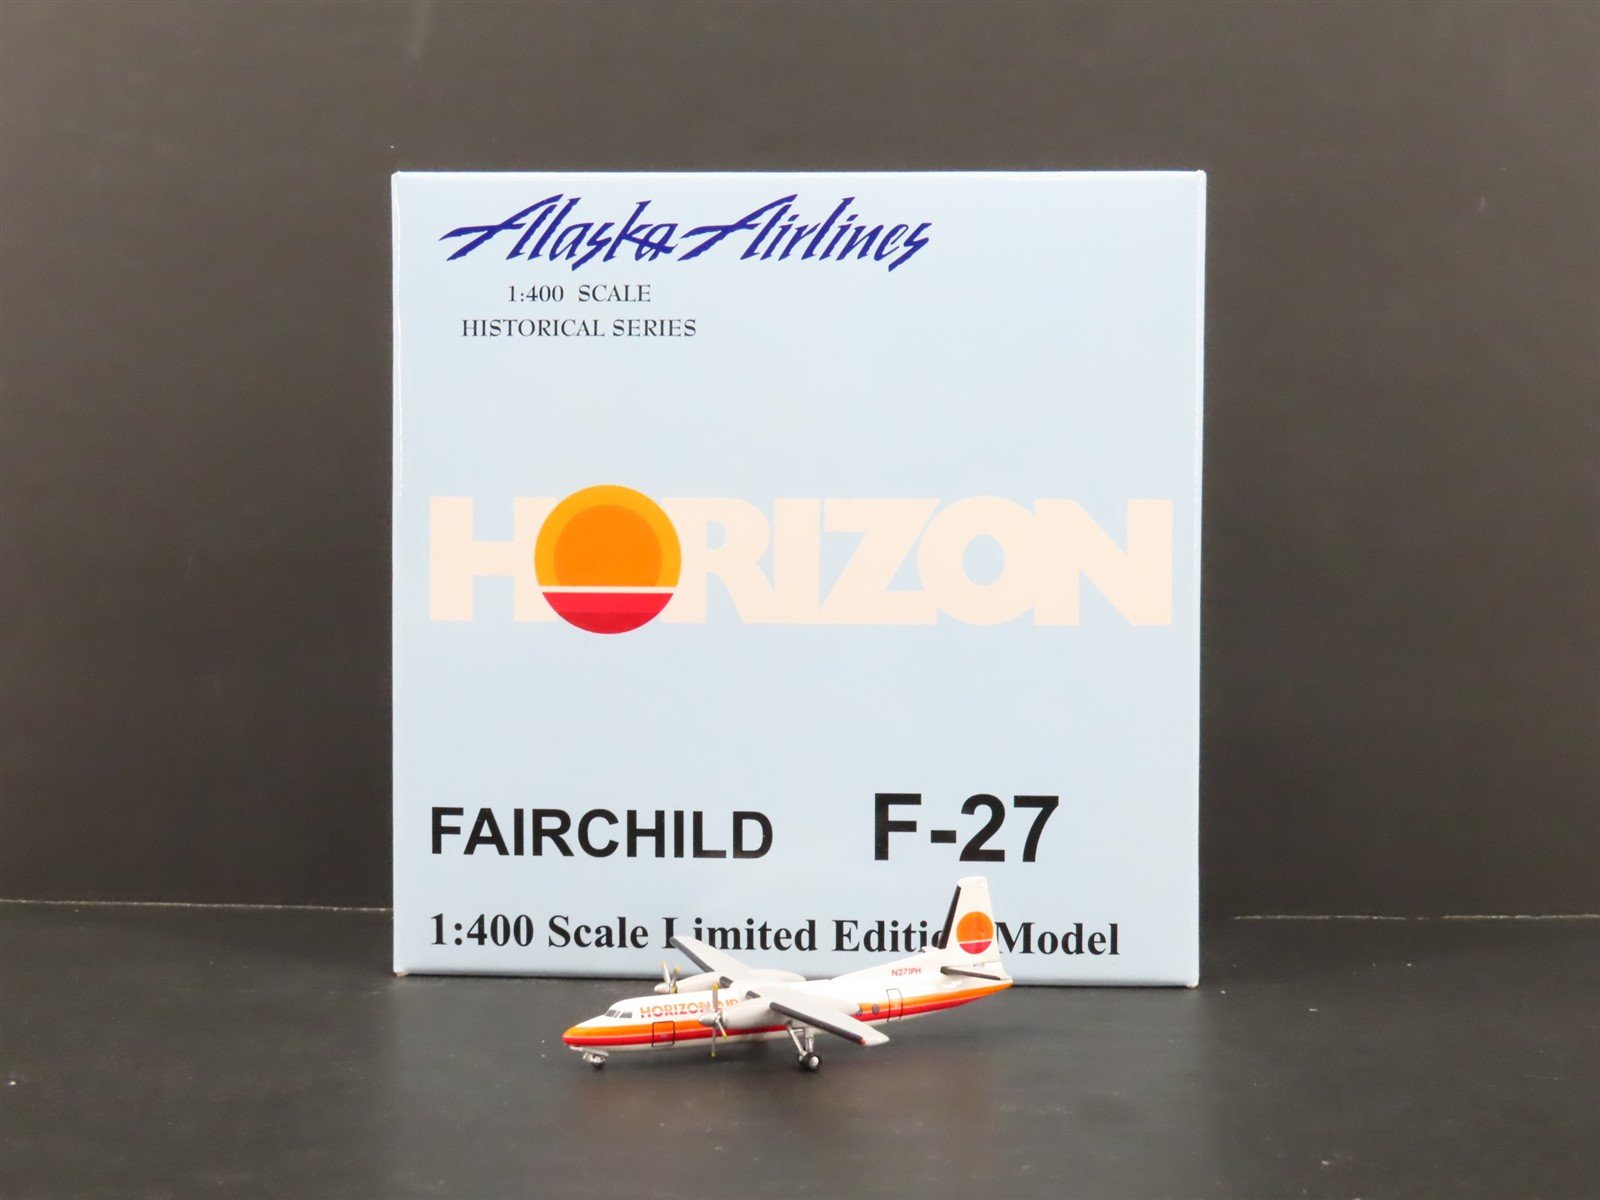 Alaska Airlines
1:400 SCALE
HISTORICAL SERIES
HORIZON
FAIRCHILD F-27
1:400 Scale Limited Edition Model
N271PH
HORIZON AIR